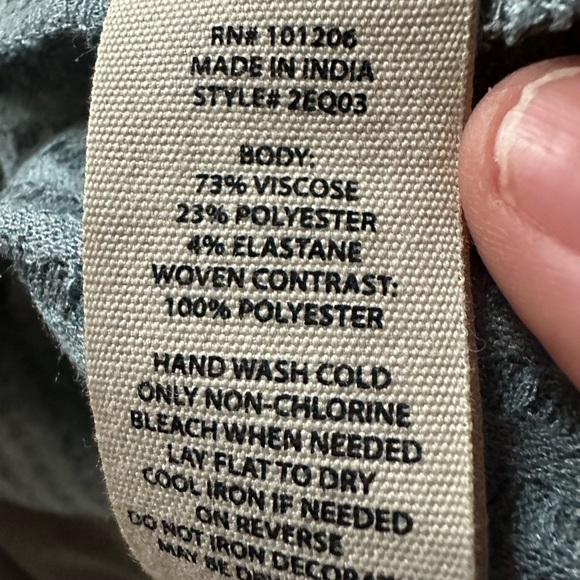 RN# 101206
MADE IN INDIA
STYLE# 2EQ03
BODY:
73% VISCOSE
23% POLYESTER
4% ELASTANE
WOVEN CONTRAST:
100% POLYESTER
HAND WASH COLD
ONLY NON-CHLORINE
BLEACH WHEN NEEDED
LAY FLAT TO DRY
COOL IRON IF NEEDED
ON REVERSE
DO NOT IRON
MAY BE